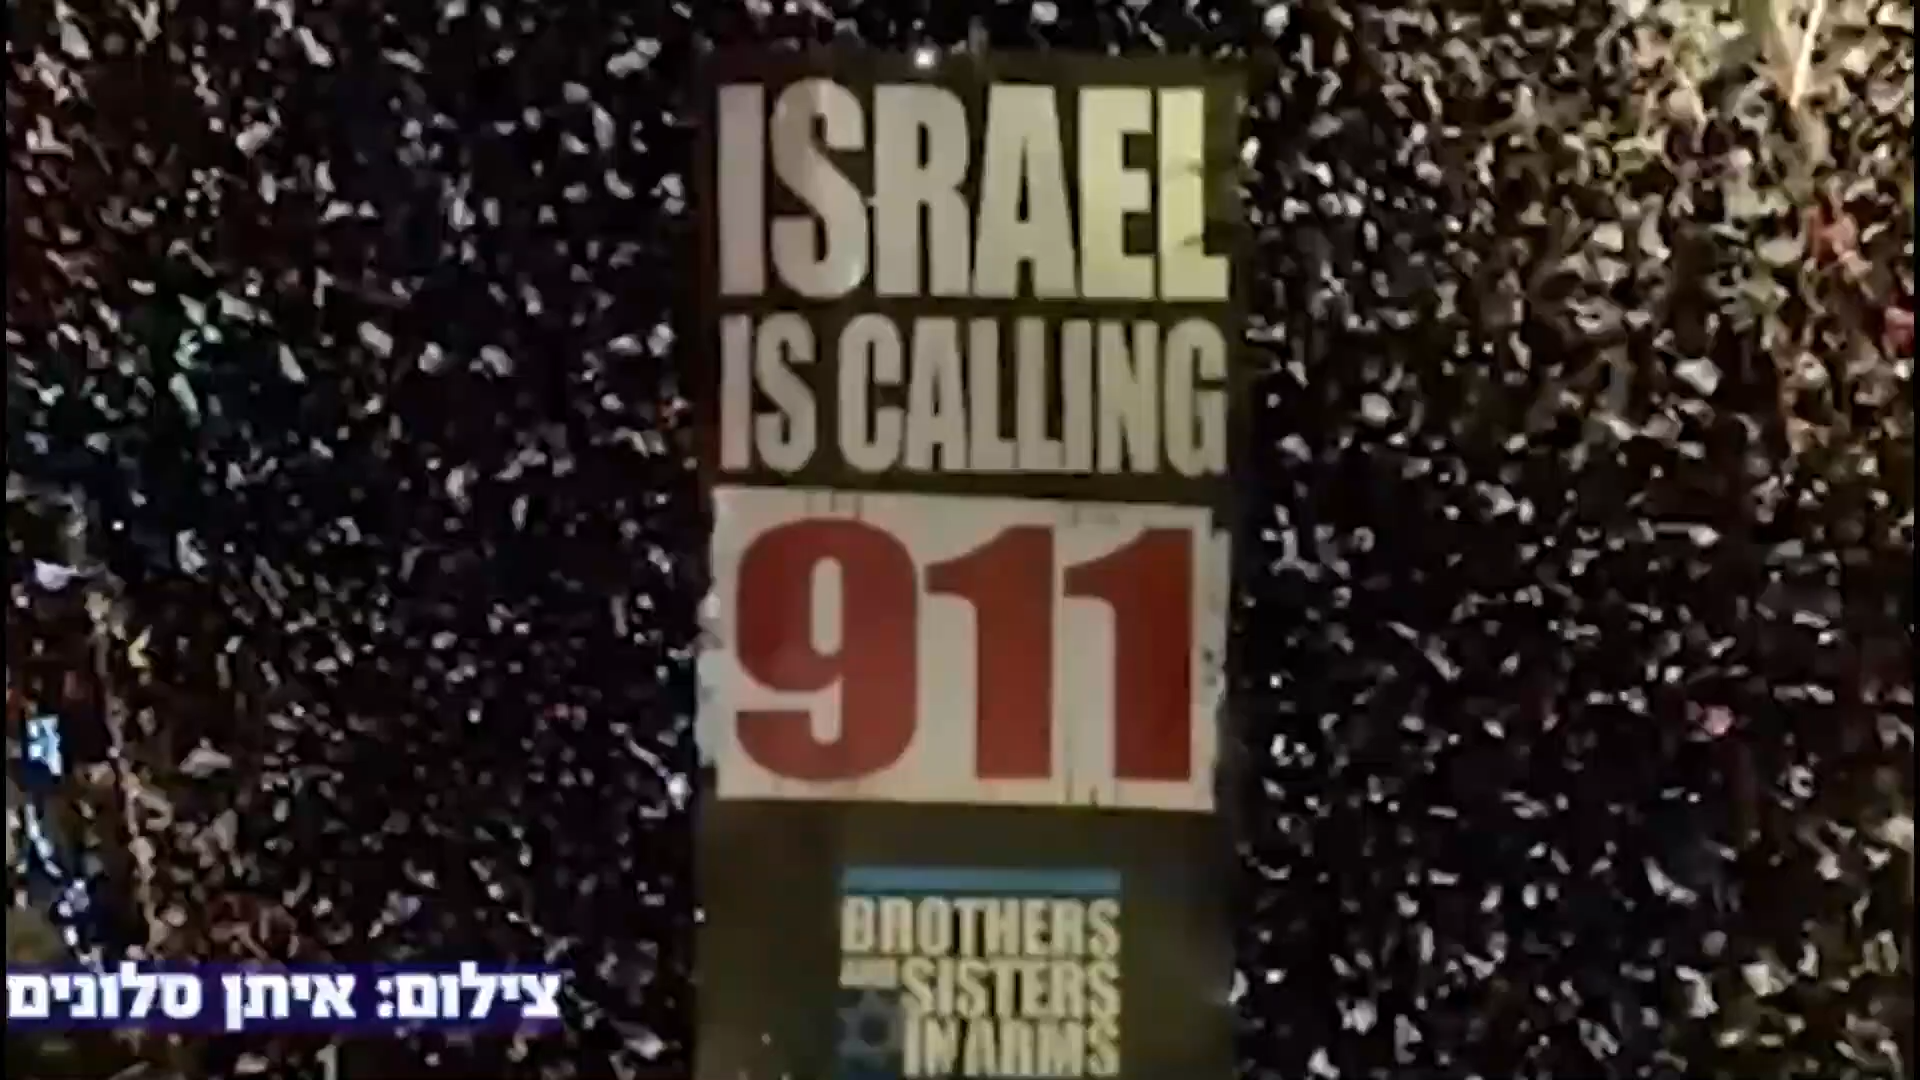 ISRAEL
IS CALLING
911
BROTHERS
AND SISTERS
IN ARMS
צילום: איתן סלונים